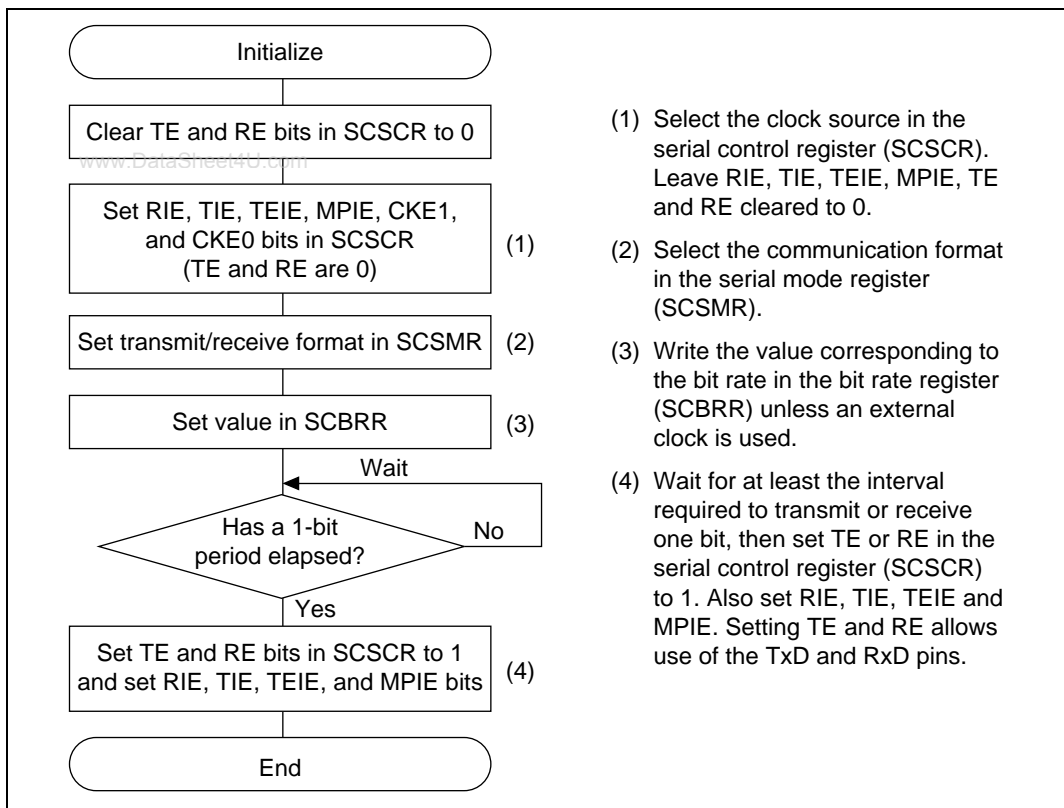 Initialize
Clear TE and RE bits in SCSCR to 0
www.DataSheet4U.com
Set RIE, TIE, TEIE, MPIE, CKE1,
and CKE0 bits in SCSCR
(TE and RE are 0)
(1)
Set transmit/receive format in SCSMR
(2)
Set value in SCBRR
(3)
Wait
Has a 1-bit
period elapsed?
No
Yes
Set TE and RE bits in SCSCR to 1
and set RIE, TIE, TEIE, and MPIE bits
(4)
End
(1) Select the clock source in the
serial control register (SCSCR).
Leave RIE, TIE, TEIE, MPIE, TE
and RE cleared to 0.
(2) Select the communication format
in the serial mode register
(SCSMR).
(3) Write the value corresponding to
the bit rate in the bit rate register
(SCBRR) unless an external
clock is used.
(4) Wait for at least the interval
required to transmit or receive
one bit, then set TE or RE in the
serial control register (SCSCR)
to 1. Also set RIE, TIE, TEIE and
MPIE. Setting TE and RE allows
use of the TxD and RxD pins.